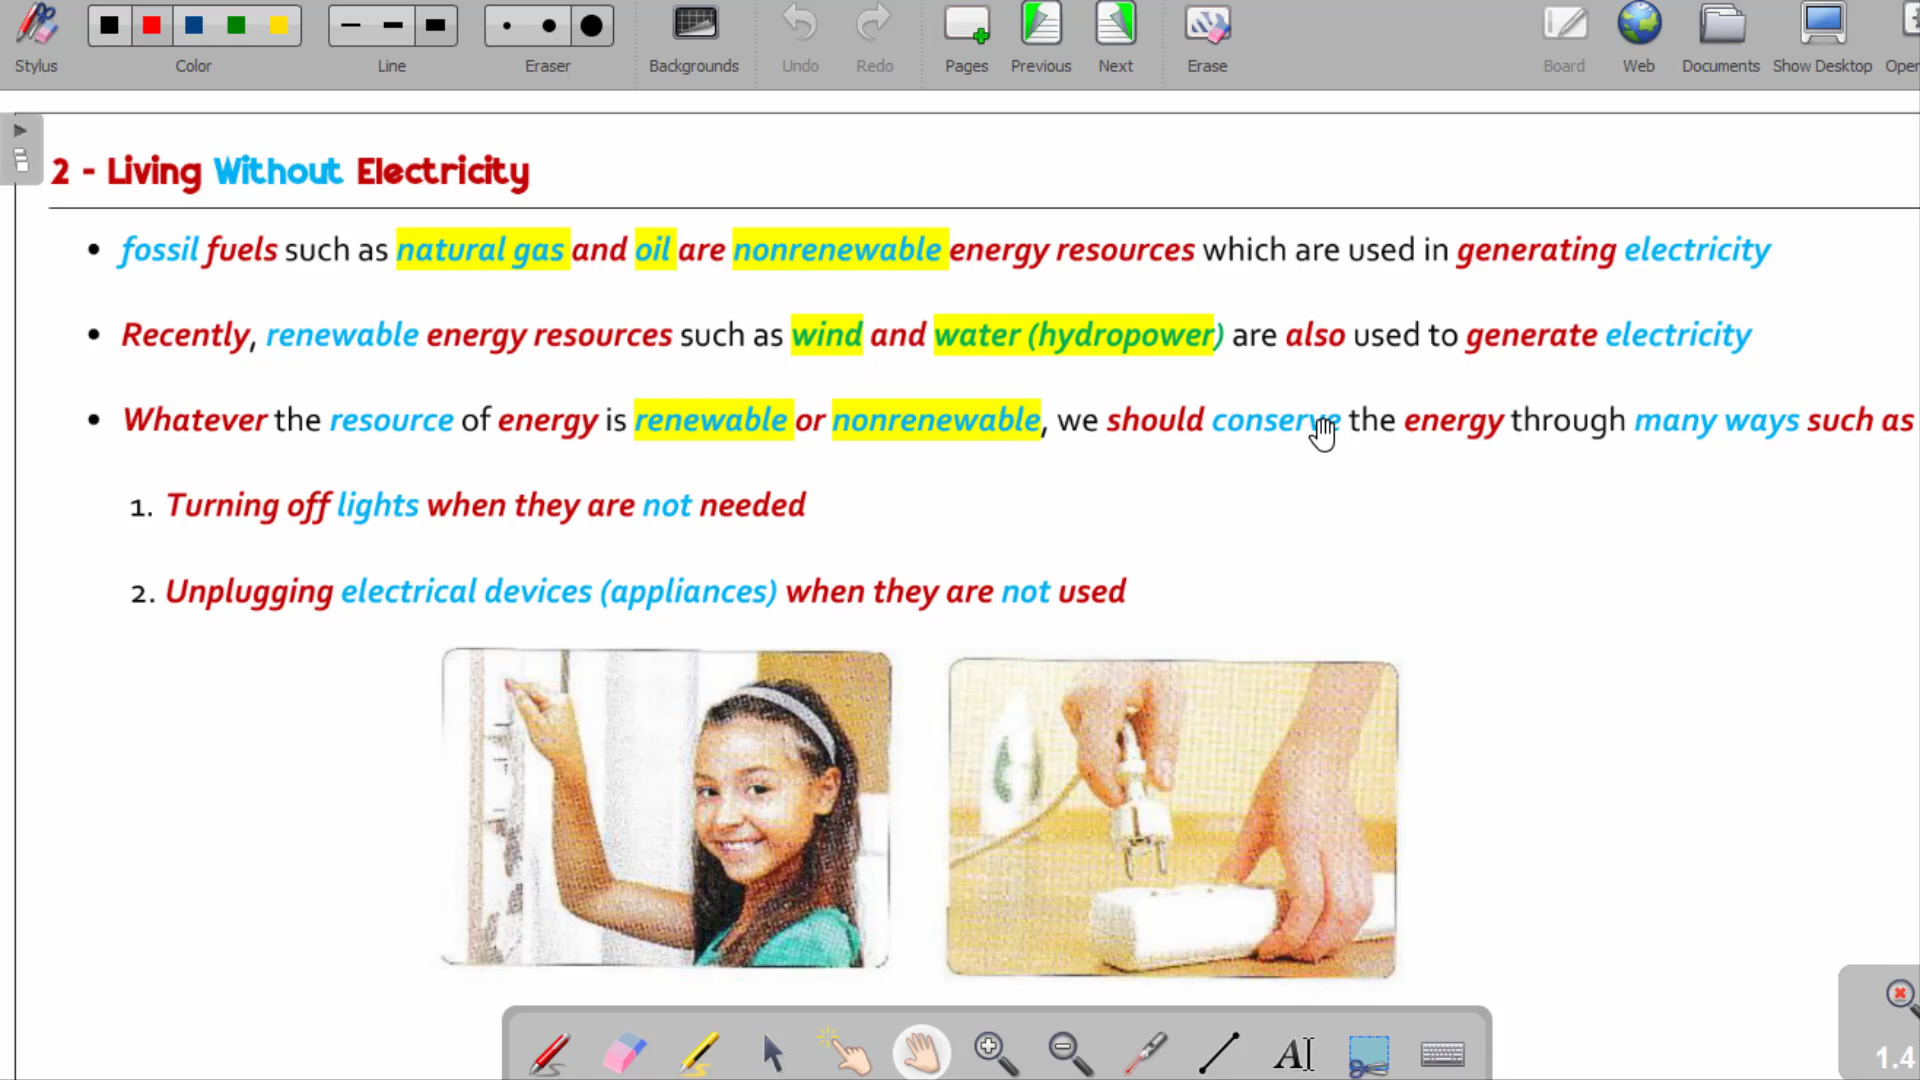 Stylus Color Line Eraser Backgrounds Undo Redo Pages Previous Next Erase Board Web Documents Show Desktop Oper
2 - Living Without Electricity
• fossil fuels such as natural gas and oil are nonrenewable energy resources which are used in generating electricity
• Recently, renewable energy resources such as wind and water (hydropower) are also used to generate electricity
• Whatever the resource of energy is renewable or nonrenewable, we should conserve the energy through many ways such as
1. Turning off lights when they are not needed
2. Unplugging electrical devices (appliances) when they are not used
AI
1.4